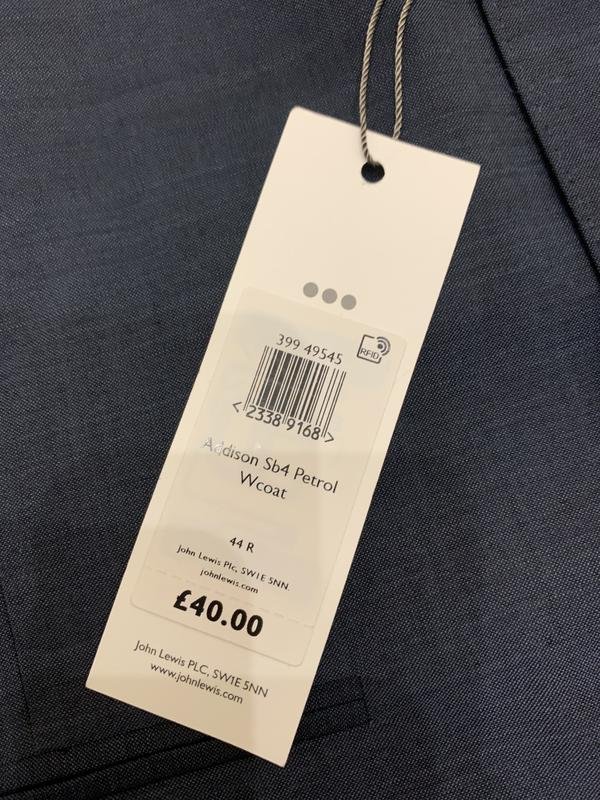 399 49545
RFID
< 2338 9168 >
Addison Sb4 Petrol
Wcoat
44 R
John Lewis Plc, SW1E 5NN.
johnlewis.com
£40.00
John Lewis PLC, SW1E 5NN
www.johnlewis.com